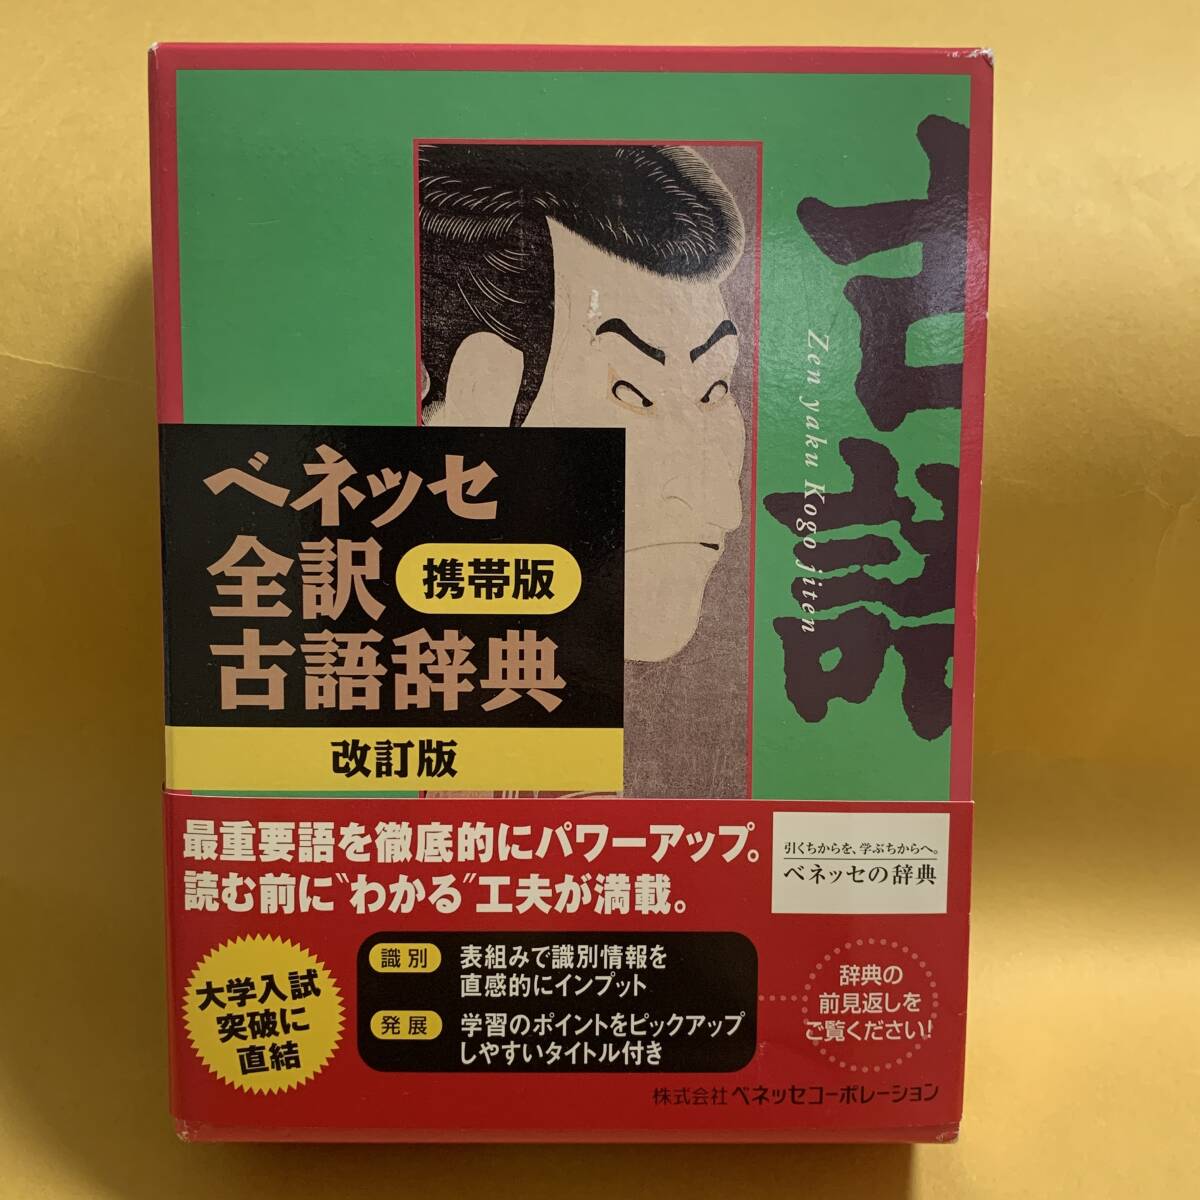 古語
Zen yaku Kogo jiten
ベネッセ
全訳 携帯版
古語辞典
改訂版
最重要語を徹底的にパワーアップ。
読む前に"わかる"工夫が満載。
引くちからを、学ぶちからへ。
ベネッセの辞典
大学入試
突破に
直結
識別 表組みで識別情報を
直感的にインプット
発展 学習のポイントをピックアップ
しやすいタイトル付き
辞典の
前見返しを
ご覧ください!
株式会社 ベネッセコーポレーション